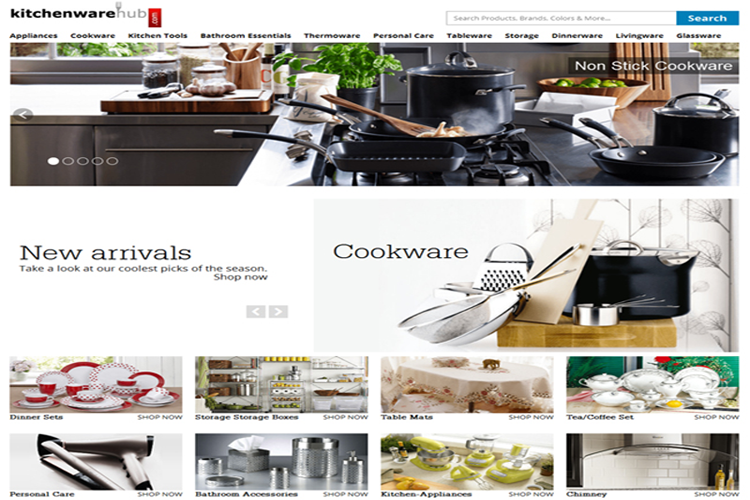 kitchenwarehub.com
Search Products, Brands, Colors & More...
Search
Appliances Cookware Kitchen Tools Bathroom Essentials Thermoware Personal Care Tableware Storage Dinnerware Livingware Glassware
Non Stick Cookware
New arrivals
Take a look at our coolest picks of the season.
Shop now
Cookware
Dinner Sets SHOP NOW
Storage Storage Boxes SHOP NOW
Table Mats SHOP NOW
Tea/Coffee Set SHOP NOW
Personal Care SHOP NOW
Bathroom Accessories SHOP NOW
Kitchen-Appliances SHOP NOW
Chimney SHOP NOW